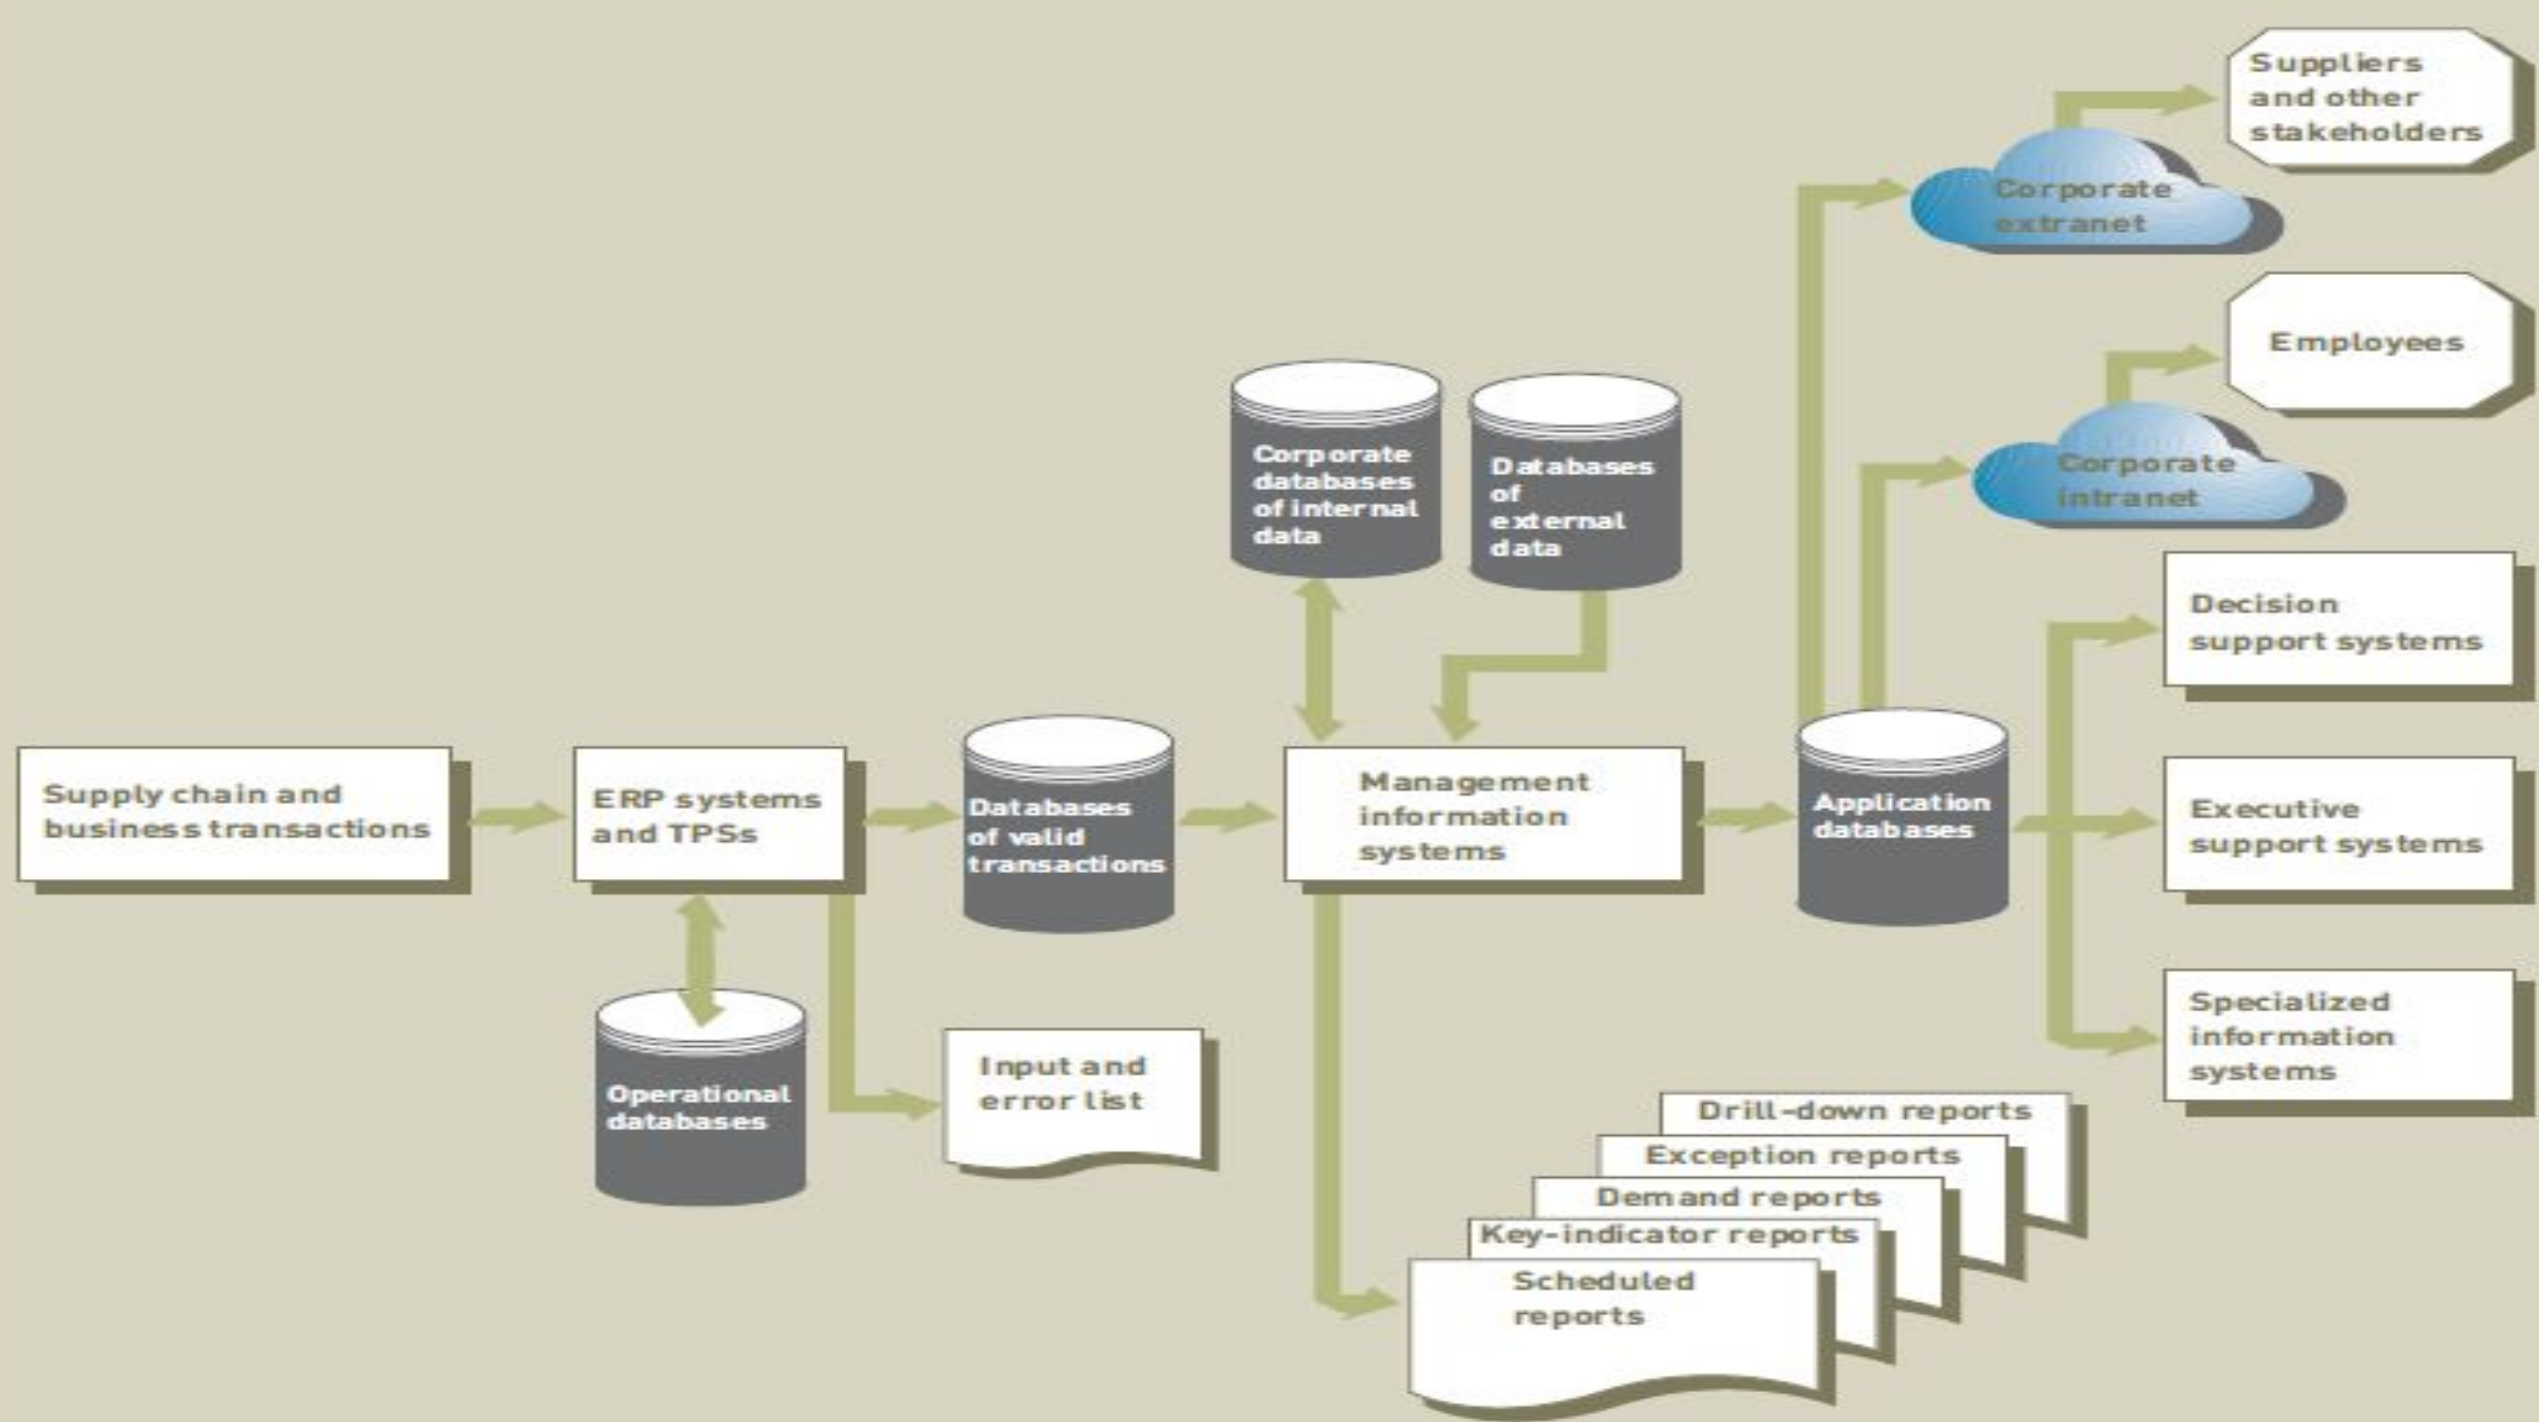 Suppliers
and other
stakeholders
Corporate
extranet
Employees
Corporate
intranet
Corporate
databases
of internal
data
Databases
of
external
data
Decision
support systems
Supply chain and
business transactions
ERP systems
and TPSs
Databases
of valid
transactions
Management
information
systems
Application
databases
Executive
support systems
Operational
databases
Input and
error list
Specialized
information
systems
Drill-down reports
Exception reports
Demand reports
Key-indicator reports
Scheduled
reports